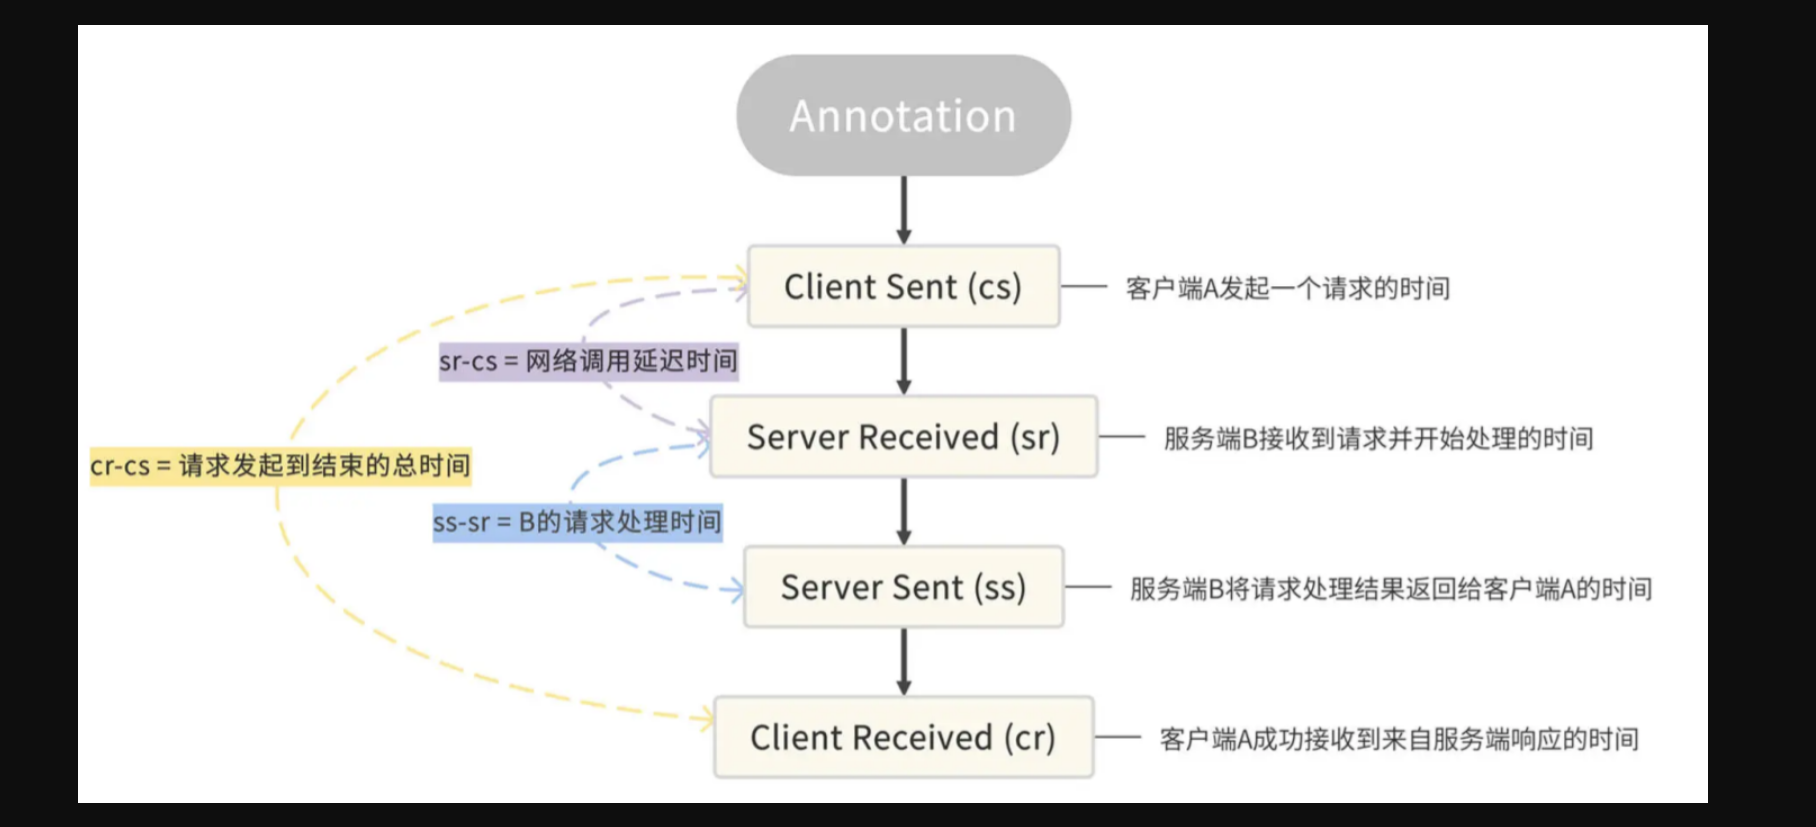 Annotation
Client Sent (cs)
客户端A发起一个请求的时间
sr-cs = 网络调用延迟时间
Server Received (sr)
服务端B接收到请求并开始处理的时间
cr-cs = 请求发起到结束的总时间
ss-sr = B的请求处理时间
Server Sent (ss)
服务端B将请求处理结果返回给客户端A的时间
Client Received (cr)
客户端A成功接收到来自服务端响应的时间